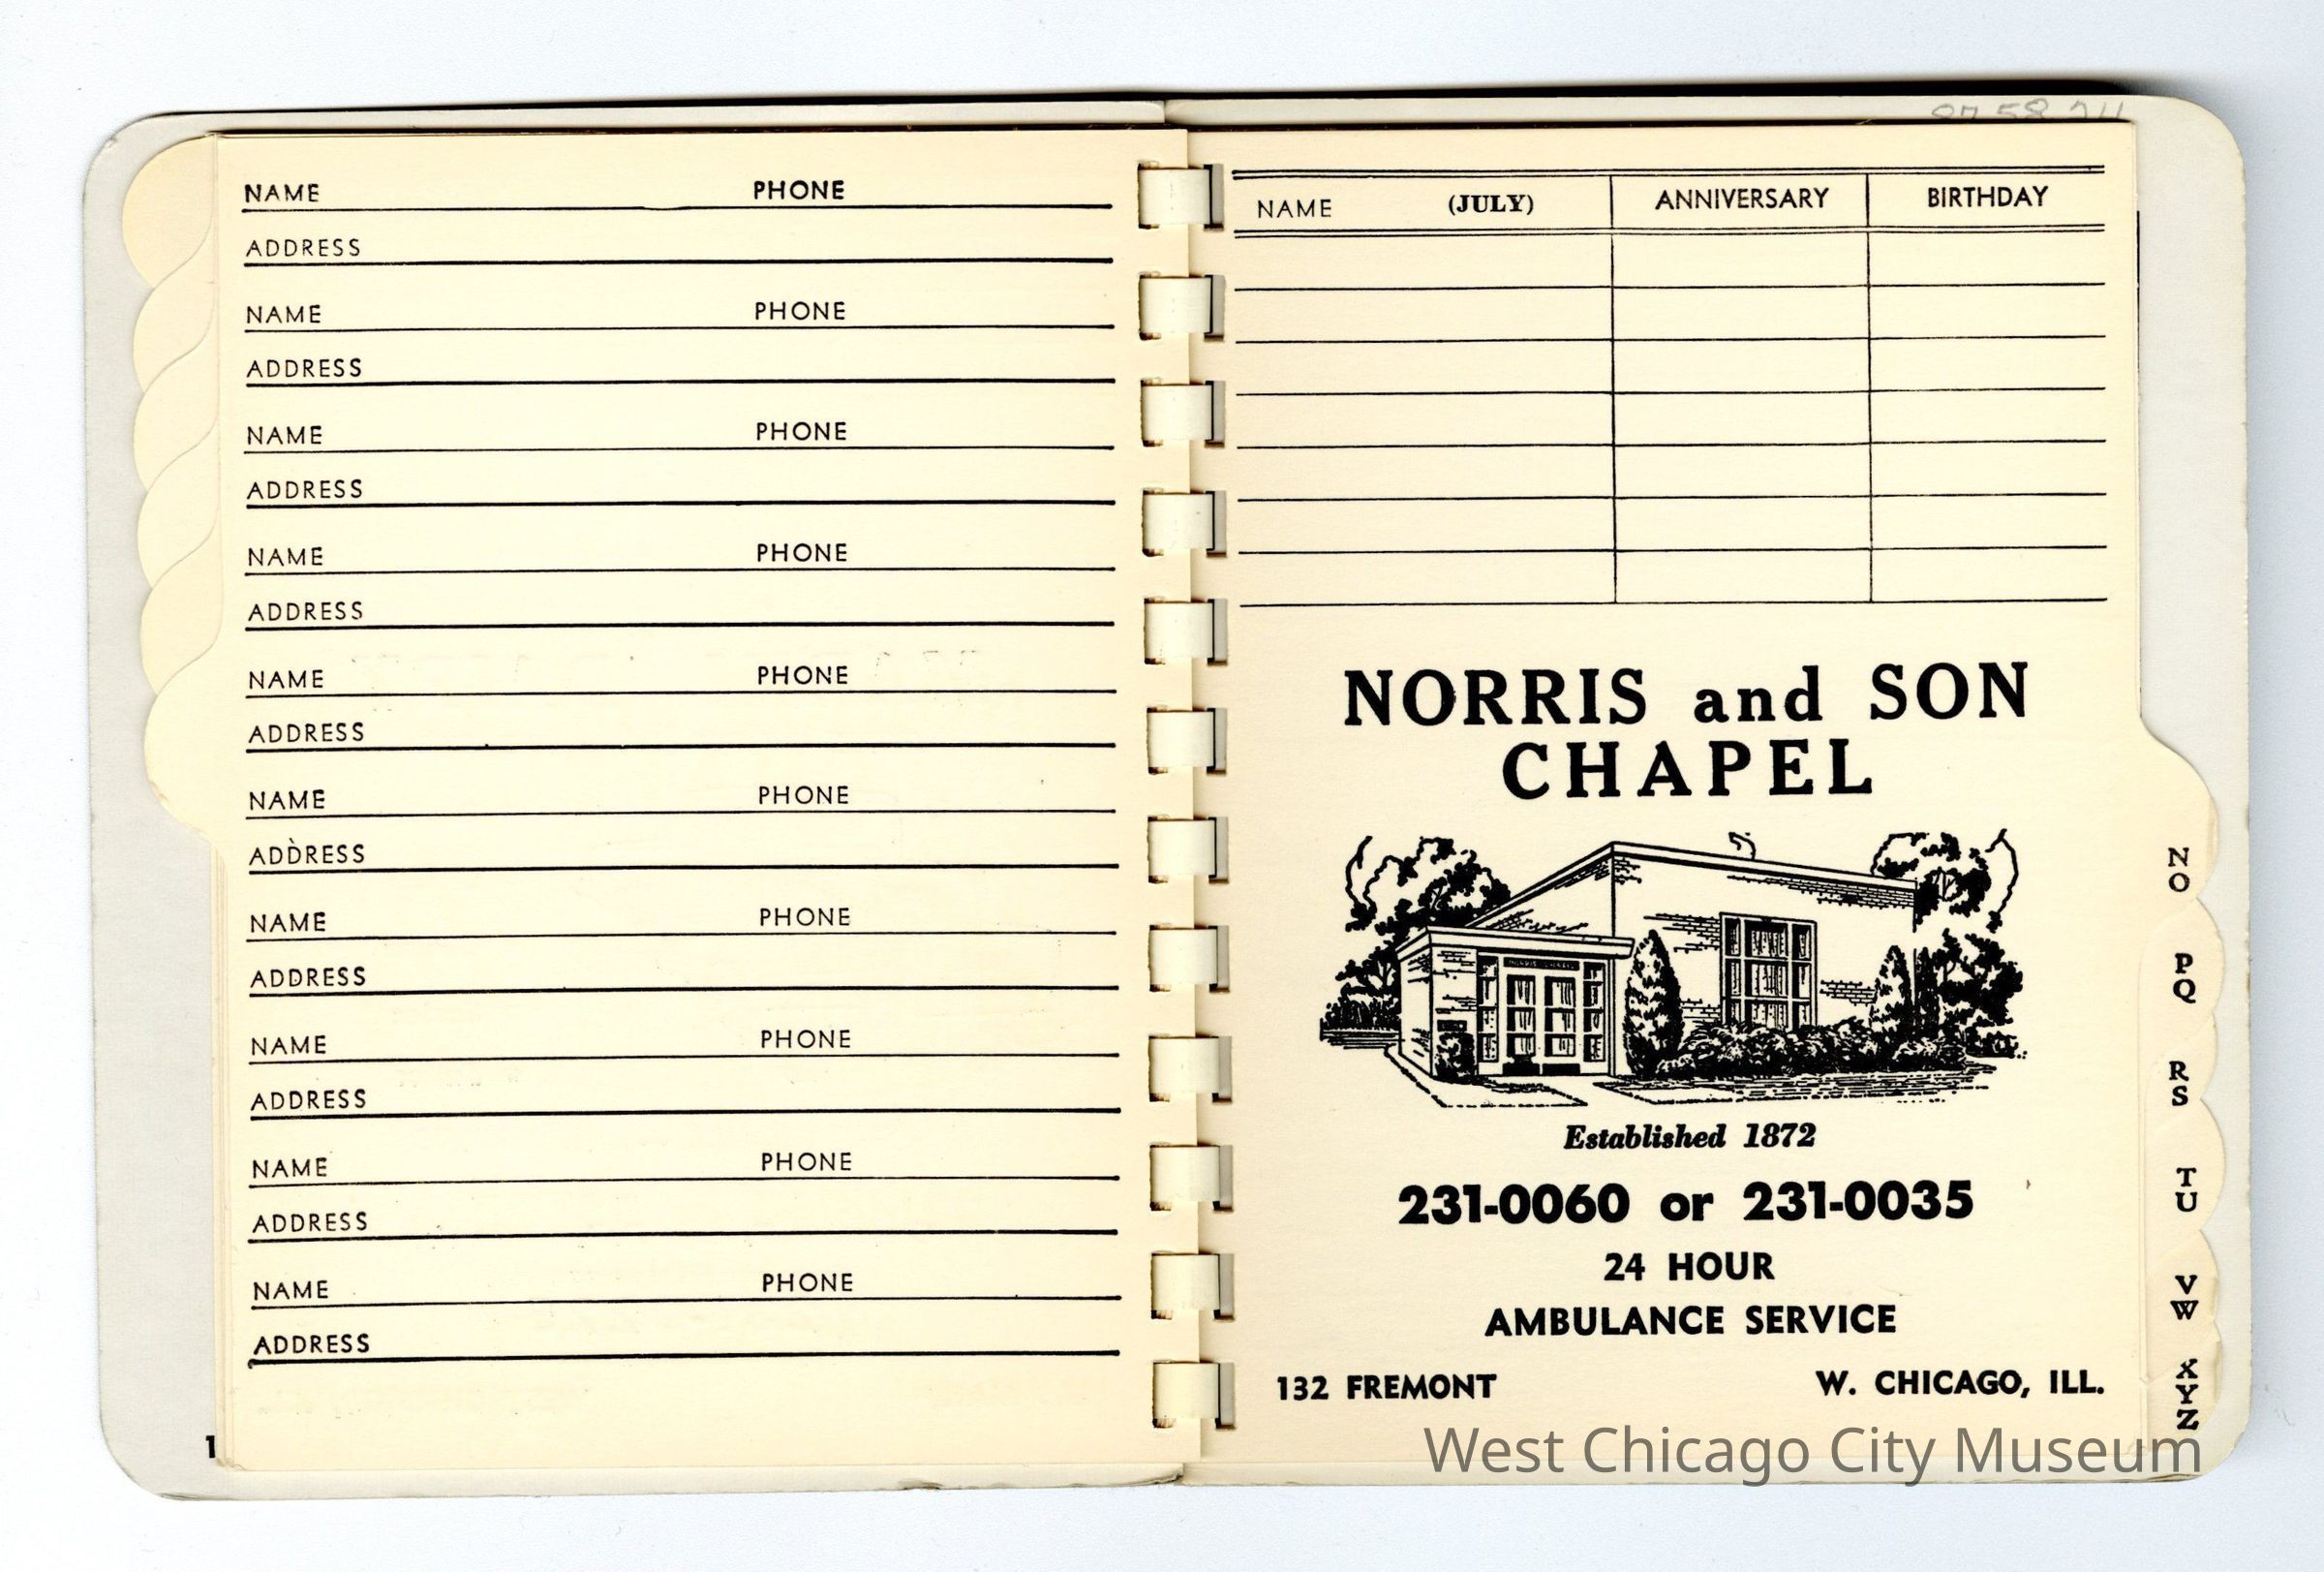 NAME PHONE
ADDRESS
NAME PHONE
ADDRESS
NAME PHONE
ADDRESS
NAME PHONE
ADDRESS
NAME PHONE
ADDRESS
NAME PHONE
ADDRESS
NAME PHONE
ADDRESS
NAME PHONE
ADDRESS
NAME PHONE
ADDRESS
NAME PHONE
ADDRESS
1
NAME (JULY) ANNIVERSARY BIRTHDAY
NORRIS and SON
CHAPEL
Established 1872
231-0060 or 231-0035
24 HOUR
AMBULANCE SERVICE
132 FREMONT W. CHICAGO, ILL.
NO
PQ
RS
TU
VW
XYZ
West Chicago City Museum